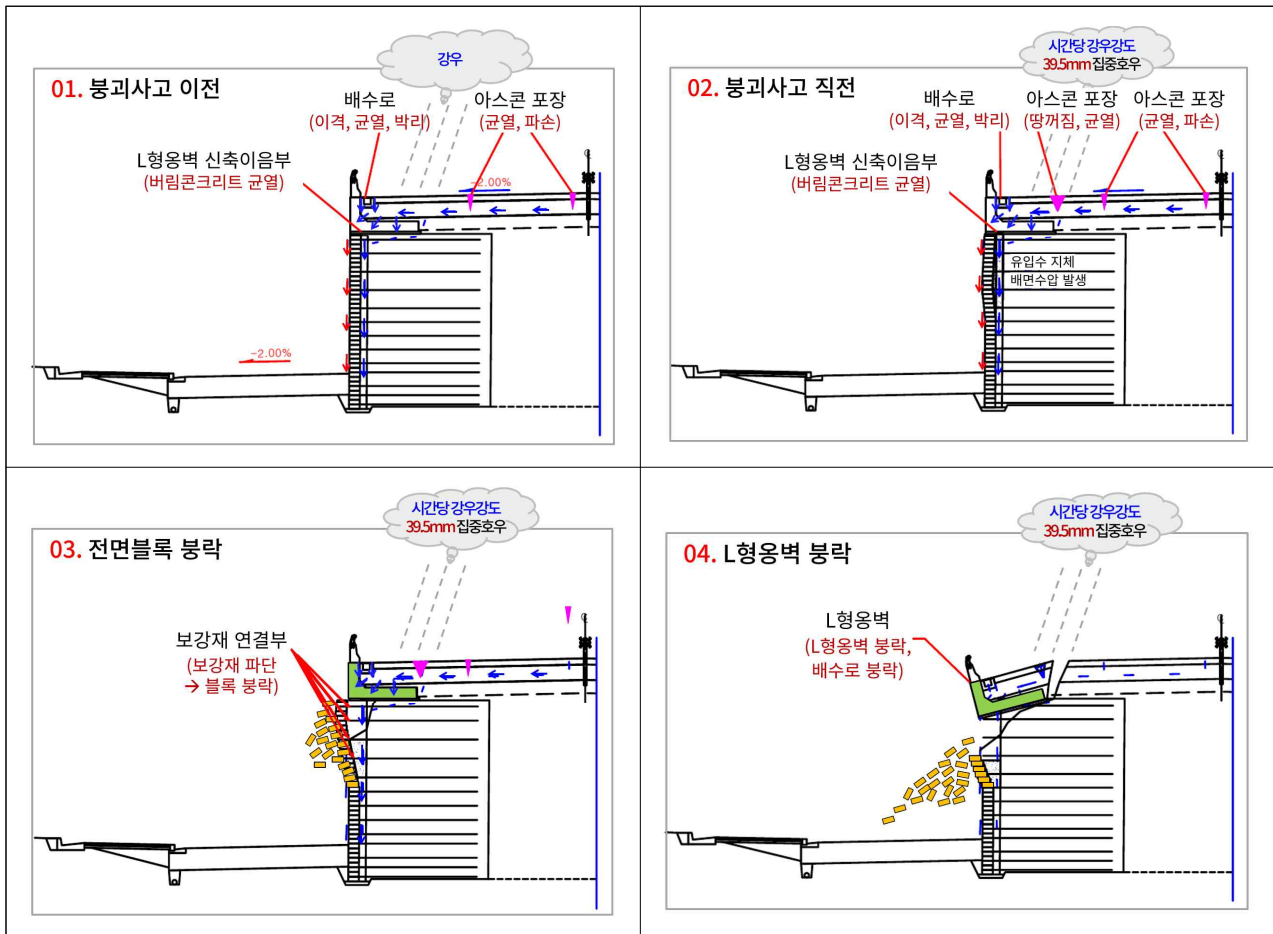 강우
01. 붕괴사고 이전
배수로
(이격, 균열, 박리)
아스콘 포장
(균열, 파손)
L형옹벽 신축이음부
(버림콘크리트 균열)
-2.00%
-2.00%
시간당 강우강도
39.5mm 집중호우
02. 붕괴사고 직전
배수로
(이격, 균열, 박리)
아스콘 포장
(땅꺼짐, 균열)
아스콘 포장
(균열, 파손)
L형옹벽 신축이음부
(버림콘크리트 균열)
유입수 지체
배면수압 발생
시간당 강우강도
39.5mm 집중호우
03. 전면블록 붕락
보강재 연결부
(보강재 파단
→ 블록 붕락)
시간당 강우강도
39.5mm 집중호우
04. L형옹벽 붕락
L형옹벽
(L형옹벽 붕락,
배수로 붕락)